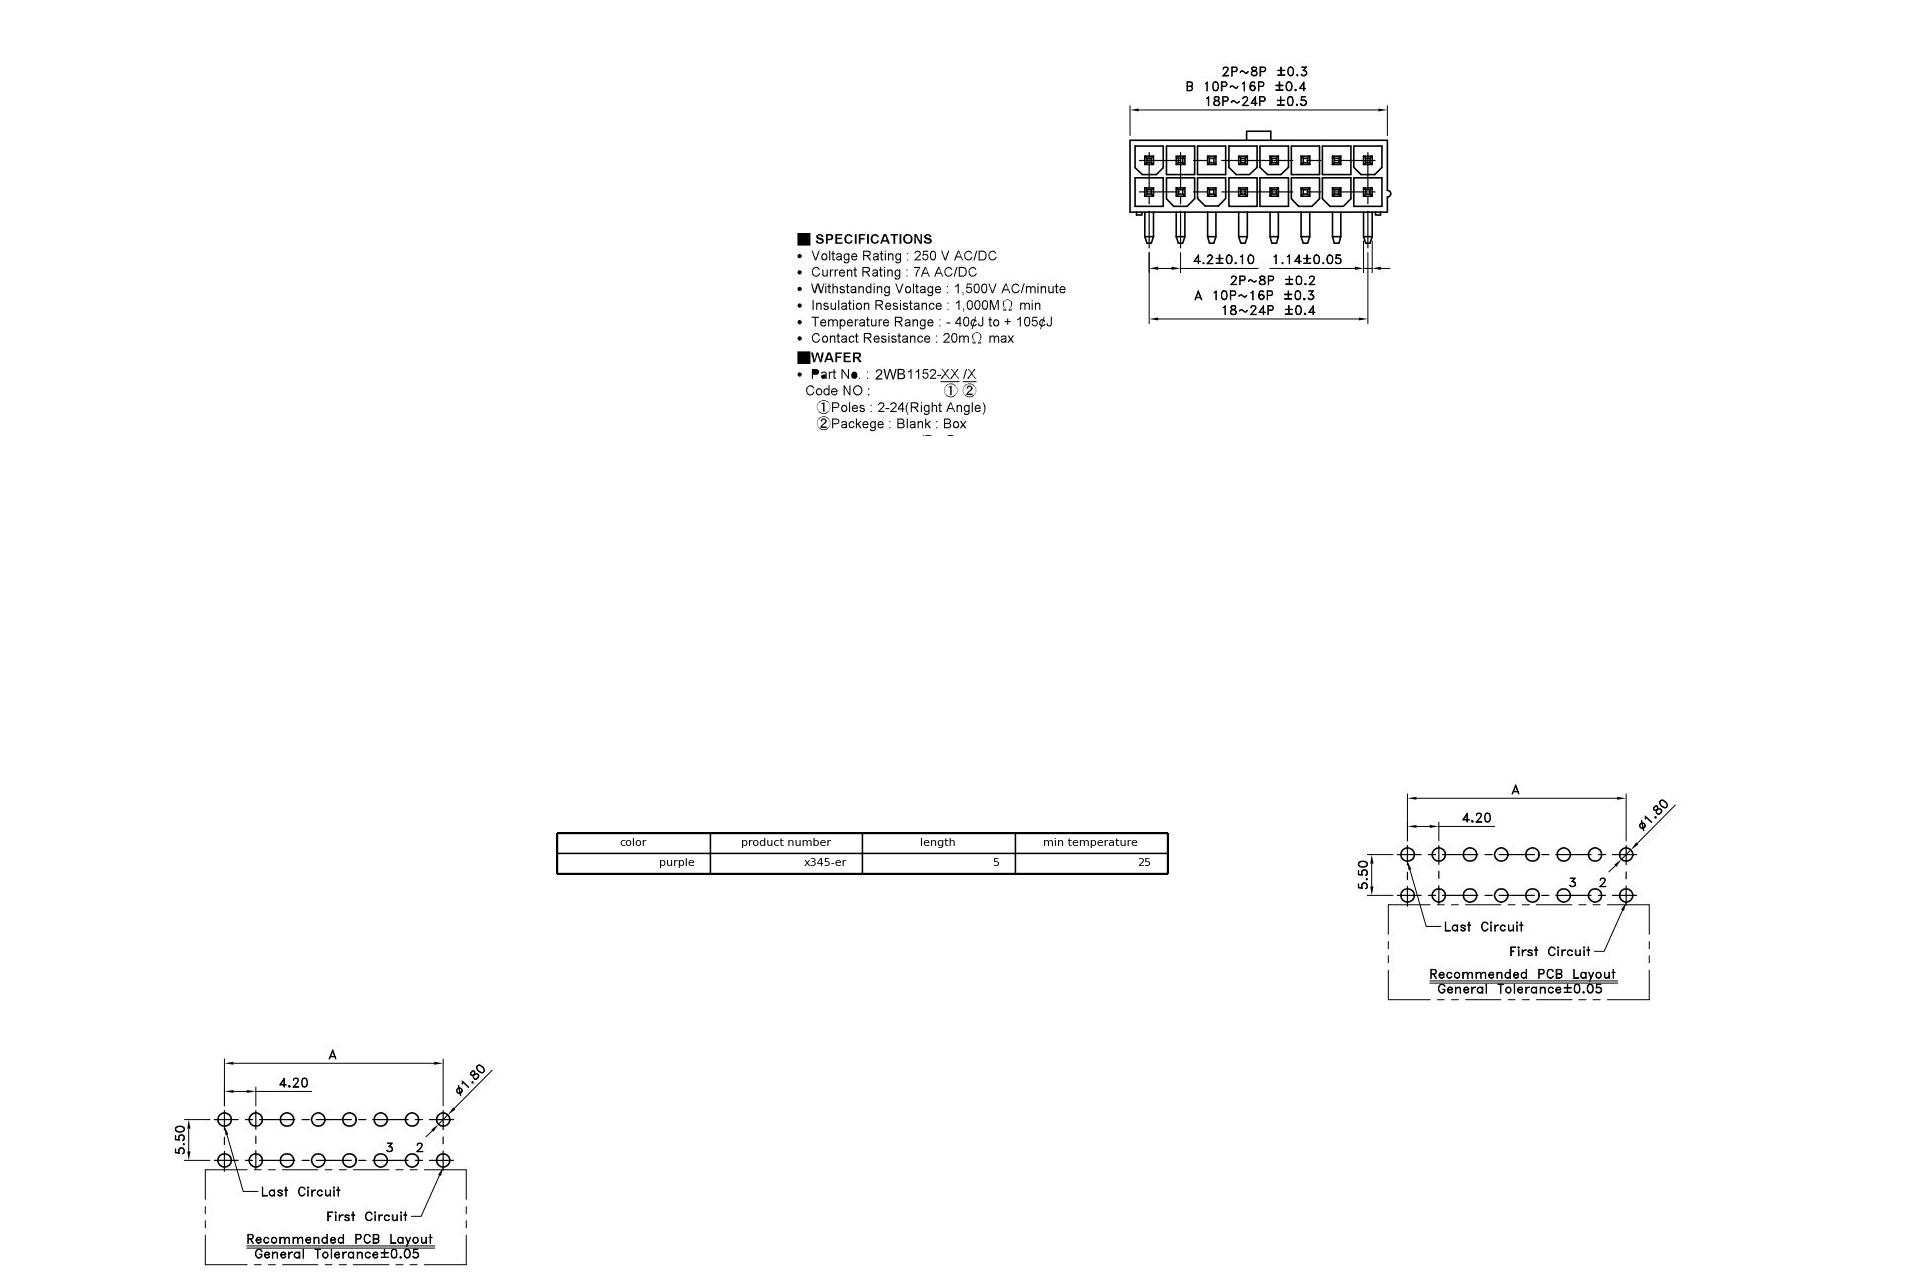 2P~8P ±0.3
B 10P~16P ±0.4
18P~24P ±0.5
4.2±0.10 1.14±0.05
2P~8P ±0.2
A 10P~16P ±0.3
18~24P ±0.4
■ SPECIFICATIONS
• Voltage Rating : 250 V AC/DC
• Current Rating : 7A AC/DC
• Withstanding Voltage : 1,500V AC/minute
• Insulation Resistance : 1,000MΩ min
• Temperature Range : - 40¢J to + 105¢J
• Contact Resistance : 20mΩ max
■WAFER
• Part No. : 2WB1152-XX /X
Code NO : ① ②
①Poles : 2-24(Right Angle)
②Packege : Blank : Box
color product number length min temperature
purple x345-er 5 25
A
4.20
ø1.80
5.50
3 2
Last Circuit
First Circuit
Recommended PCB Layout
General Tolerance±0.05
A
4.20
ø1.80
5.50
3 2
Last Circuit
First Circuit
Recommended PCB Layout
General Tolerance±0.05